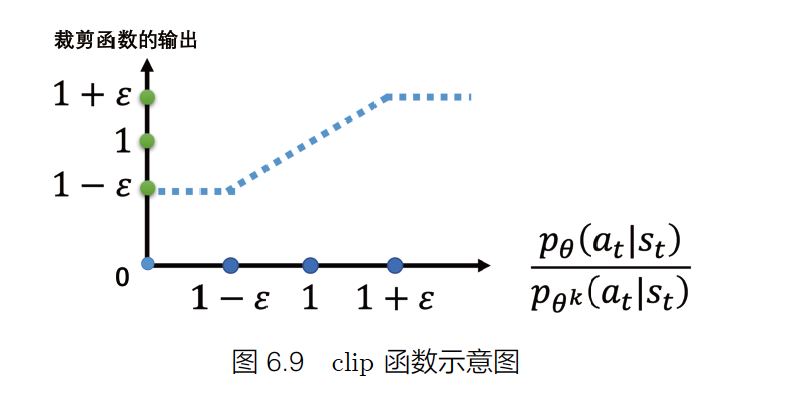 裁剪函数的输出
1 + ε
1
1 − ε
0
1 − ε
1
1 + ε
pθ(at|st)
pθk(at|st)
图 6.9 clip 函数示意图